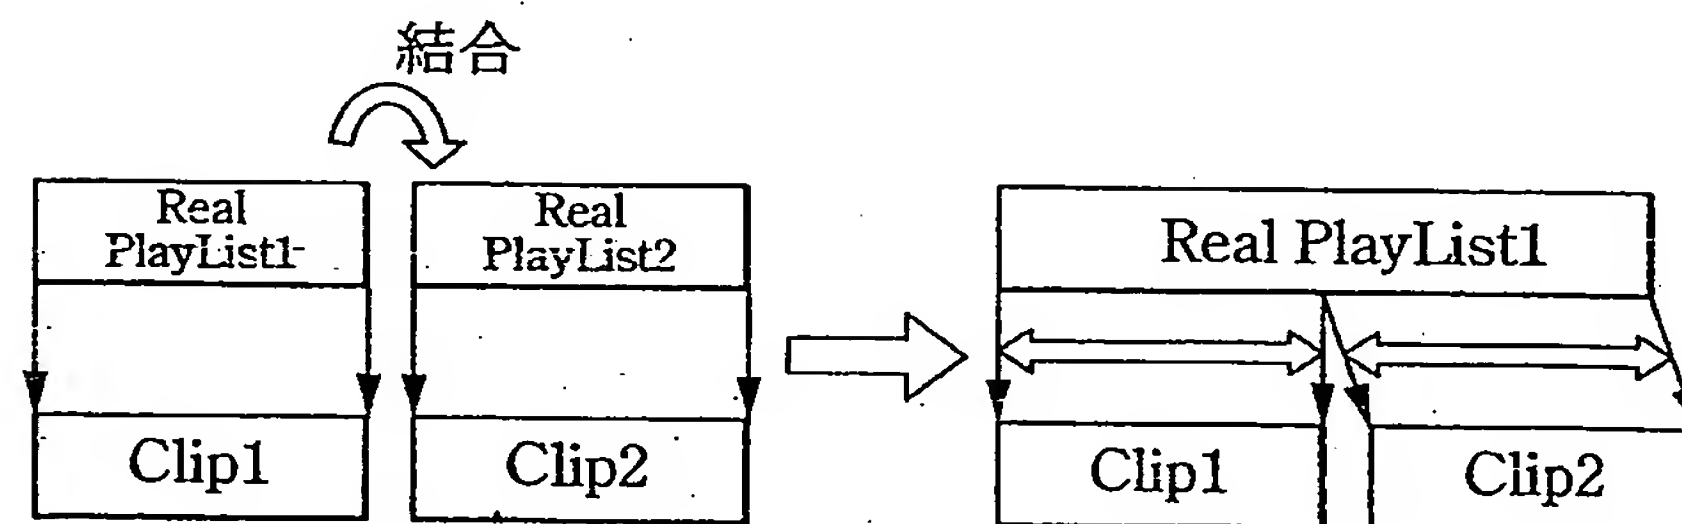 結合
Real
PlayList1
Real
PlayList2
Clip1
Clip2
Real PlayList1
Clip1
Clip2